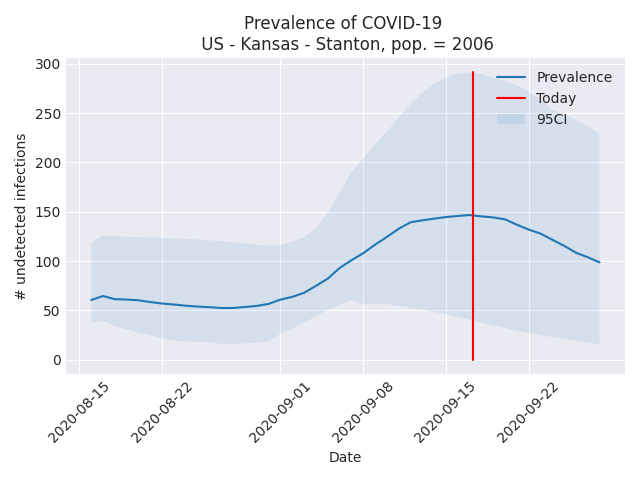 Prevalence of COVID-19
US - Kansas - Stanton, pop. = 2006
Prevalence
Today
95CI
# undetected infections
300
250
200
150
100
50
0
2020-08-15
2020-08-22
2020-09-01
2020-09-08
2020-09-15
2020-09-22
Date